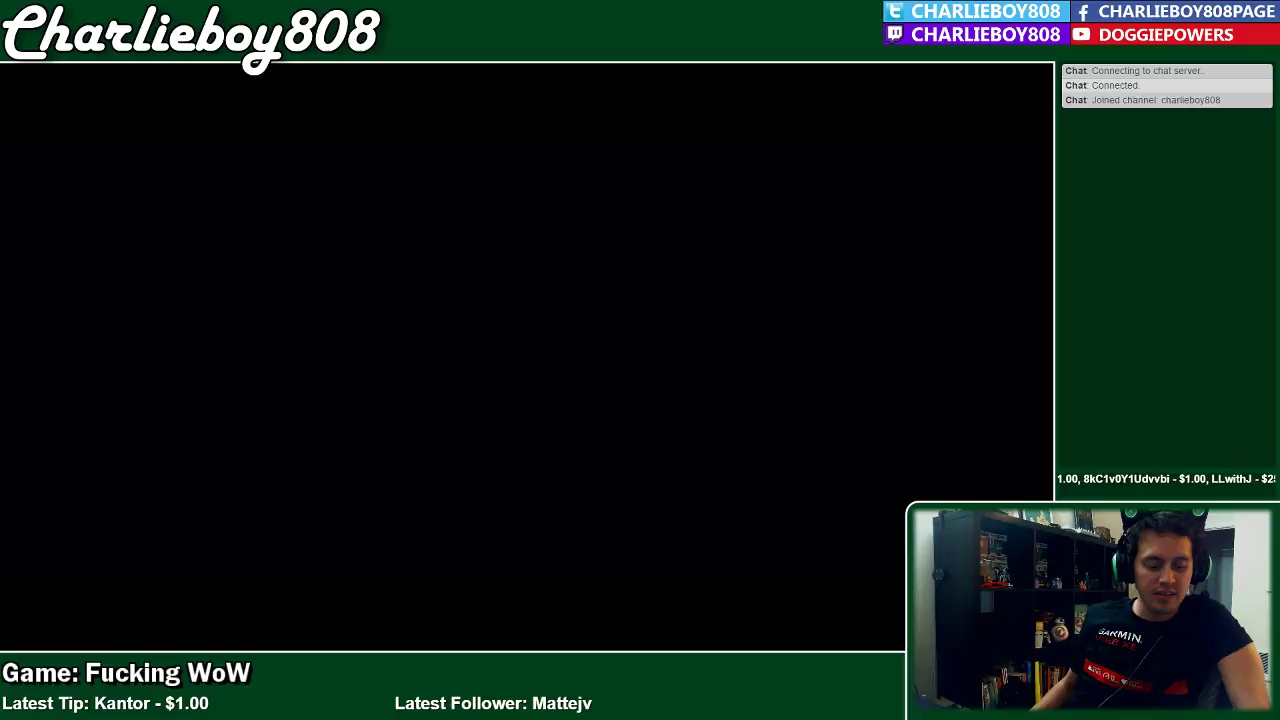 Charlieboy808
CHARLIEBOY808
CHARLIEBOY808PAGE
CHARLIEBOY808
DOGGIEPOWERS
Chat: Connecting to chat server..
Chat: Connected.
Chat: Joined channel: charlieboy808
1.00, 8kC1v0Y1Udvvbi - $1.00, LLwithJ - $2
GARMIN.
Game: Fucking WoW
Latest Tip: Kantor - $1.00
Latest Follower: Mattejv